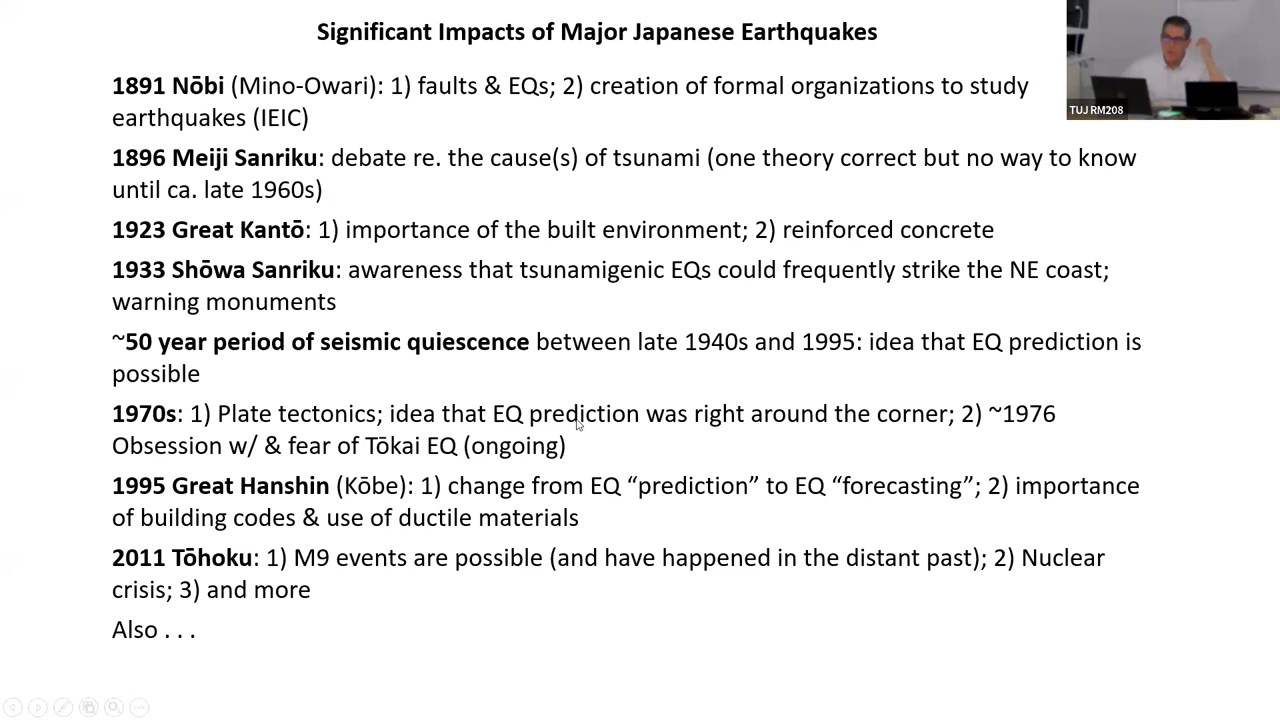 Significant Impacts of Major Japanese Earthquakes
TUJ RM208
1891 Nōbi (Mino-Owari): 1) faults & EQs; 2) creation of formal organizations to study
earthquakes (IEIC)
1896 Meiji Sanriku: debate re. the cause(s) of tsunami (one theory correct but no way to know
until ca. late 1960s)
1923 Great Kantō: 1) importance of the built environment; 2) reinforced concrete
1933 Shōwa Sanriku: awareness that tsunamigenic EQs could frequently strike the NE coast;
warning monuments
~50 year period of seismic quiescence between late 1940s and 1995: idea that EQ prediction is
possible
1970s: 1) Plate tectonics; idea that EQ prediction was right around the corner; 2) ~1976
Obsession w/ & fear of Tōkai EQ (ongoing)
1995 Great Hanshin (Kōbe): 1) change from EQ “prediction” to EQ “forecasting”; 2) importance
of building codes & use of ductile materials
2011 Tōhoku: 1) M9 events are possible (and have happened in the distant past); 2) Nuclear
crisis; 3) and more
Also . . .